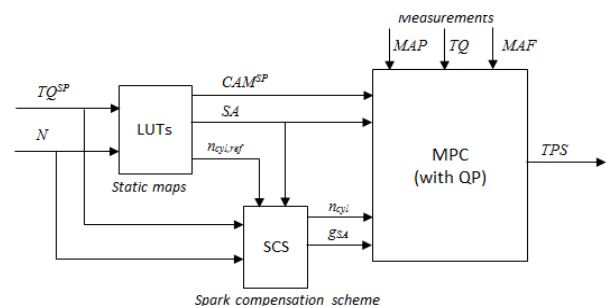 Measurements
MAP TQ MAF
CAM^SP
TQ^SP
SA
LUTs
N
n_cyl,ref
MPC
(with QP)
TPS
Static maps
n_cyl
SCS
g_SA
Spark compensation scheme